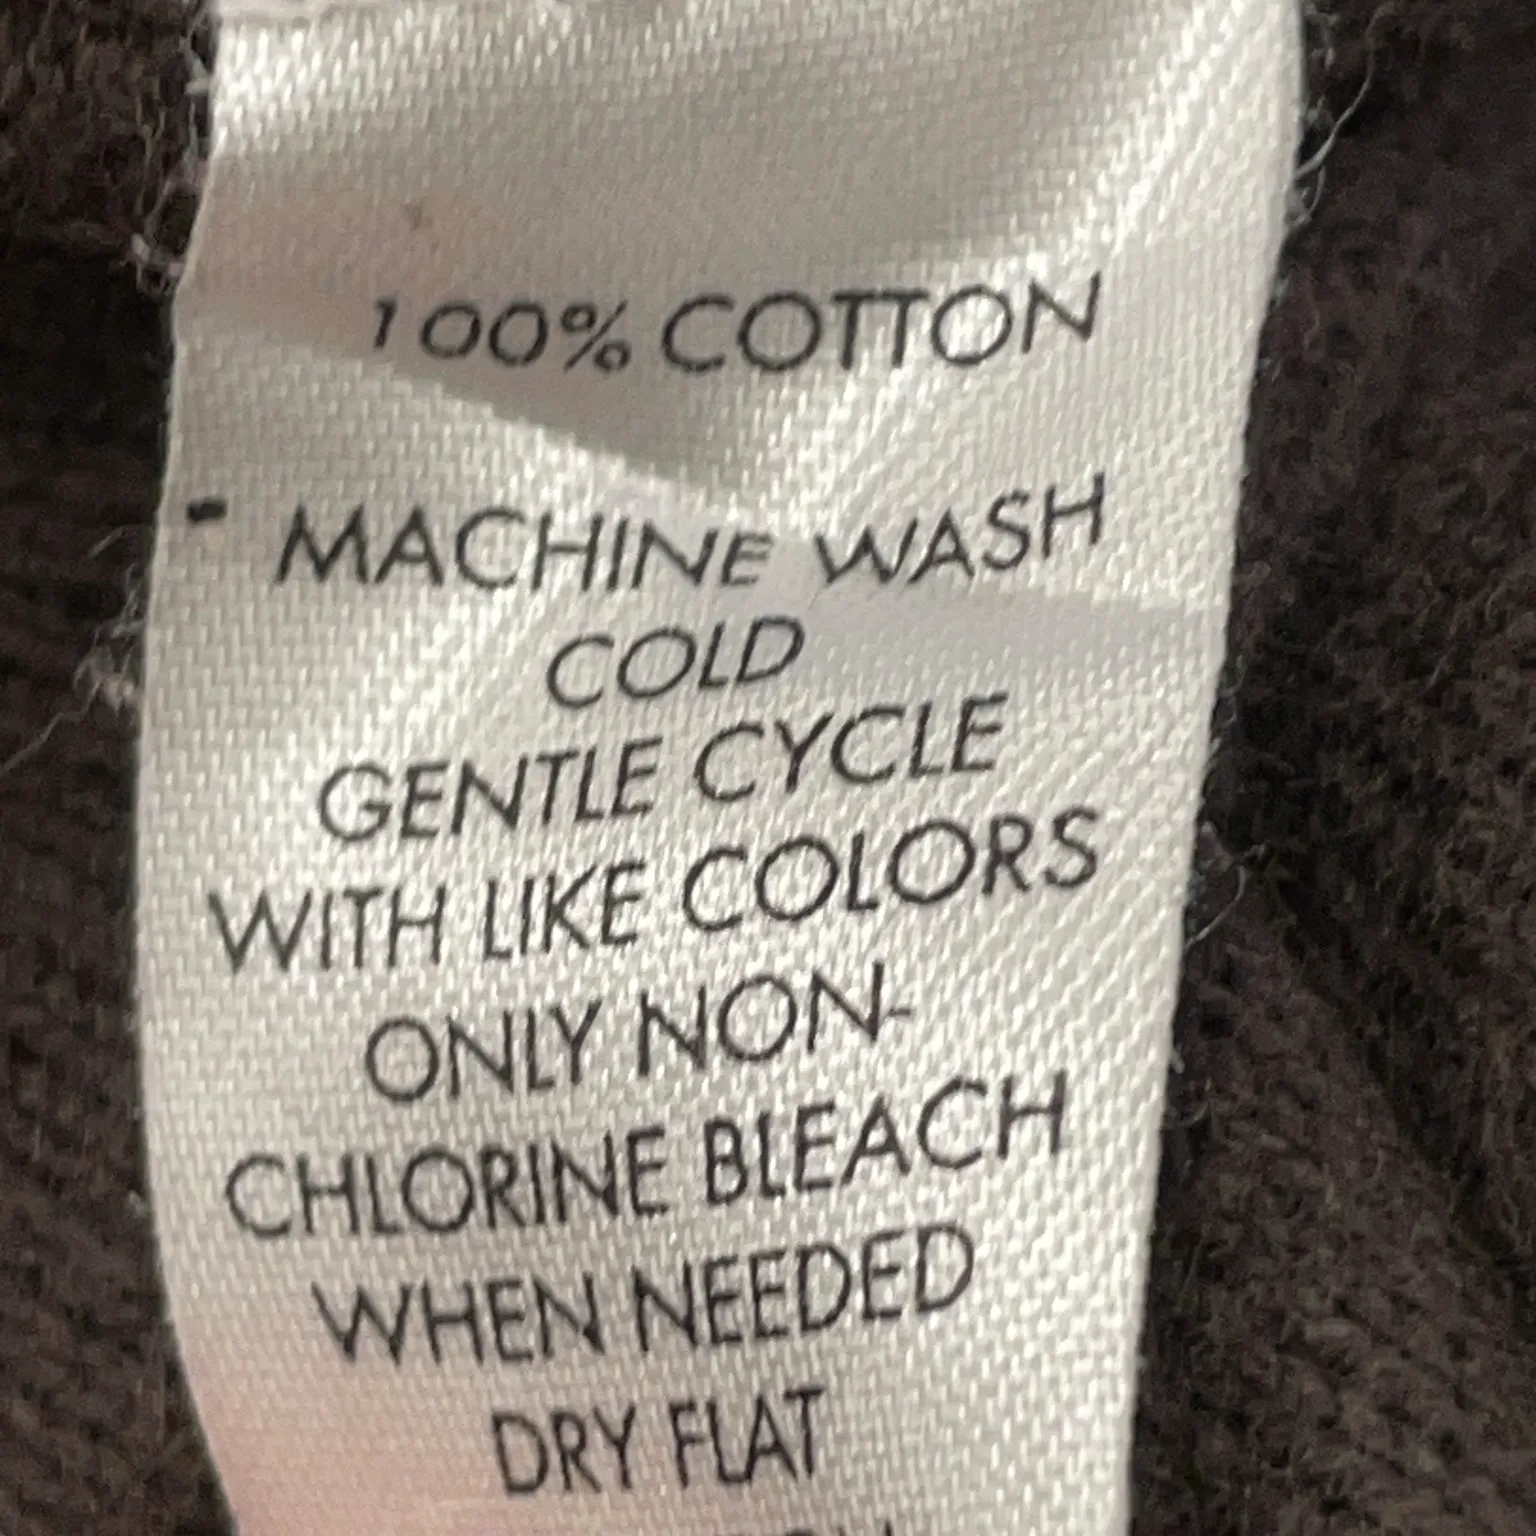 100% COTTON
MACHINE WASH
COLD
GENTLE CYCLE
WITH LIKE COLORS
ONLY NON-
CHLORINE BLEACH
WHEN NEEDED
DRY FLAT